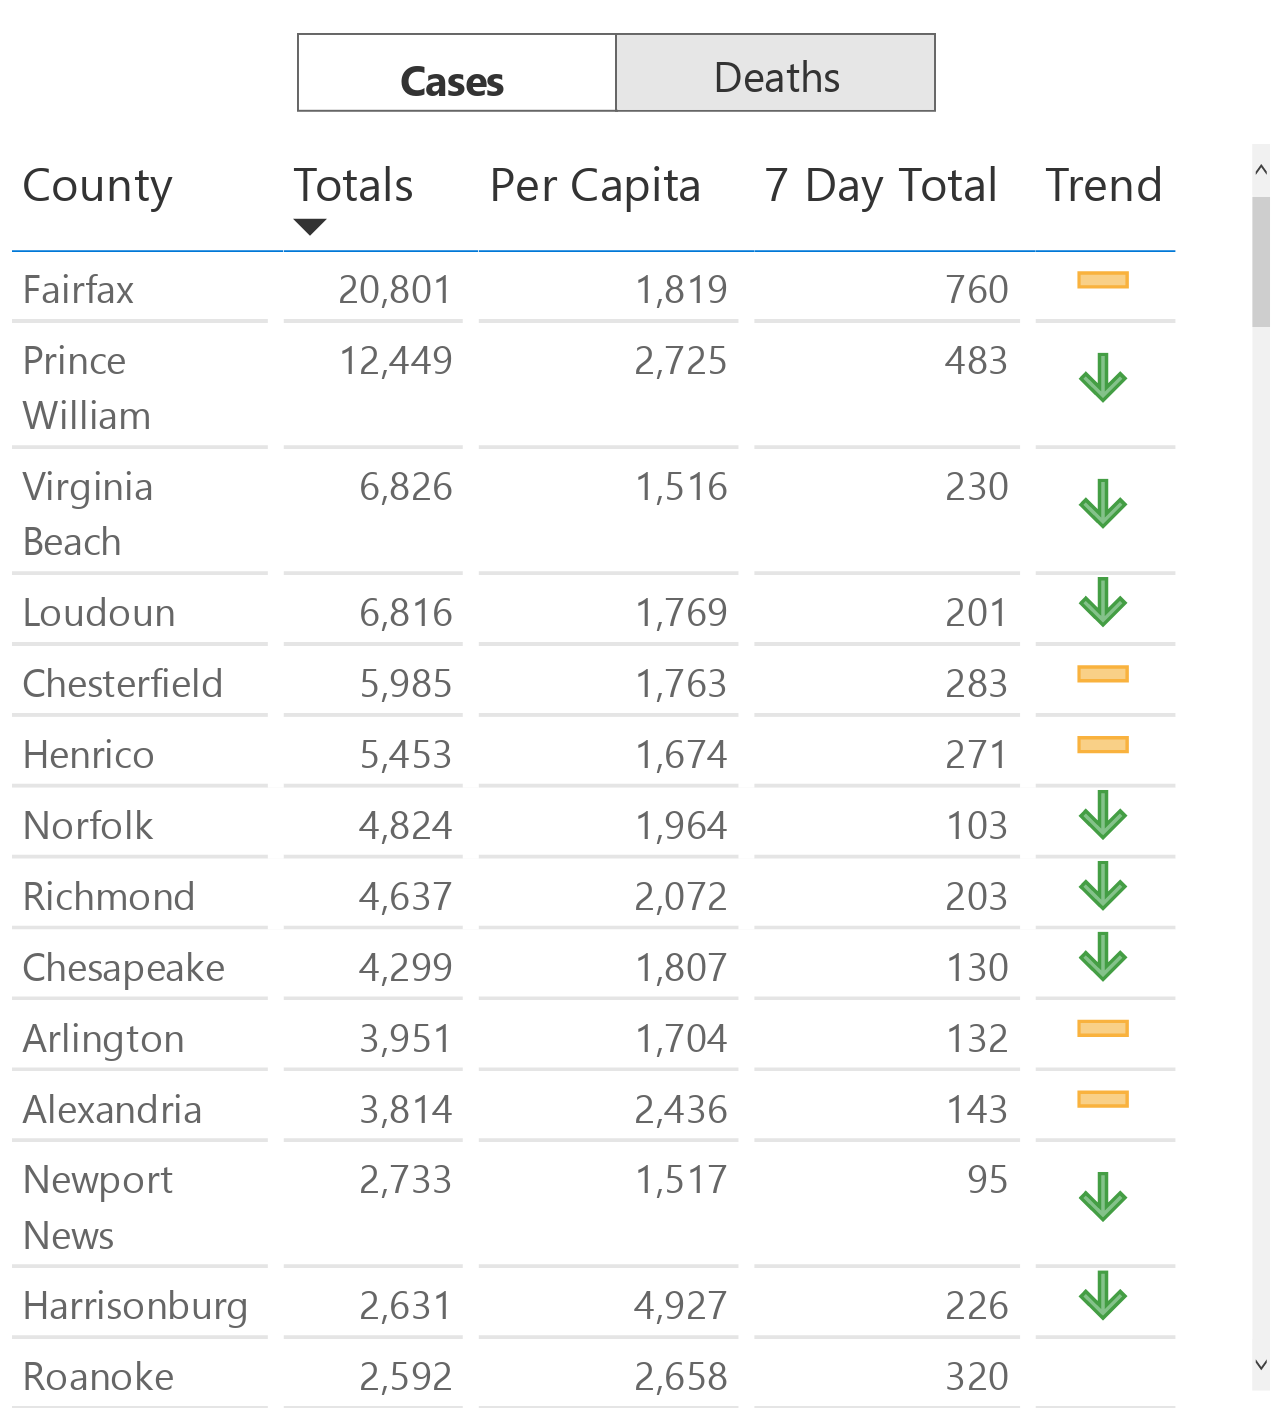 Cases Deaths
County Totals Per Capita 7 Day Total Trend
Fairfax 20,801 1,819 760
Prince William 12,449 2,725 483
Virginia Beach 6,826 1,516 230
Loudoun 6,816 1,769 201
Chesterfield 5,985 1,763 283
Henrico 5,453 1,674 271
Norfolk 4,824 1,964 103
Richmond 4,637 2,072 203
Chesapeake 4,299 1,807 130
Arlington 3,951 1,704 132
Alexandria 3,814 2,436 143
Newport News 2,733 1,517 95
Harrisonburg 2,631 4,927 226
Roanoke 2,592 2,658 320